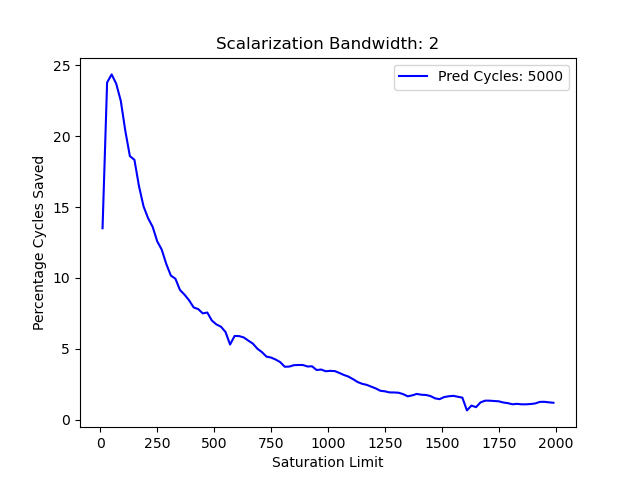 Scalarization Bandwidth: 2
Pred Cycles: 5000
Percentage Cycles Saved
25
20
15
10
5
0
0 250 500 750 1000 1250 1500 1750 2000
Saturation Limit